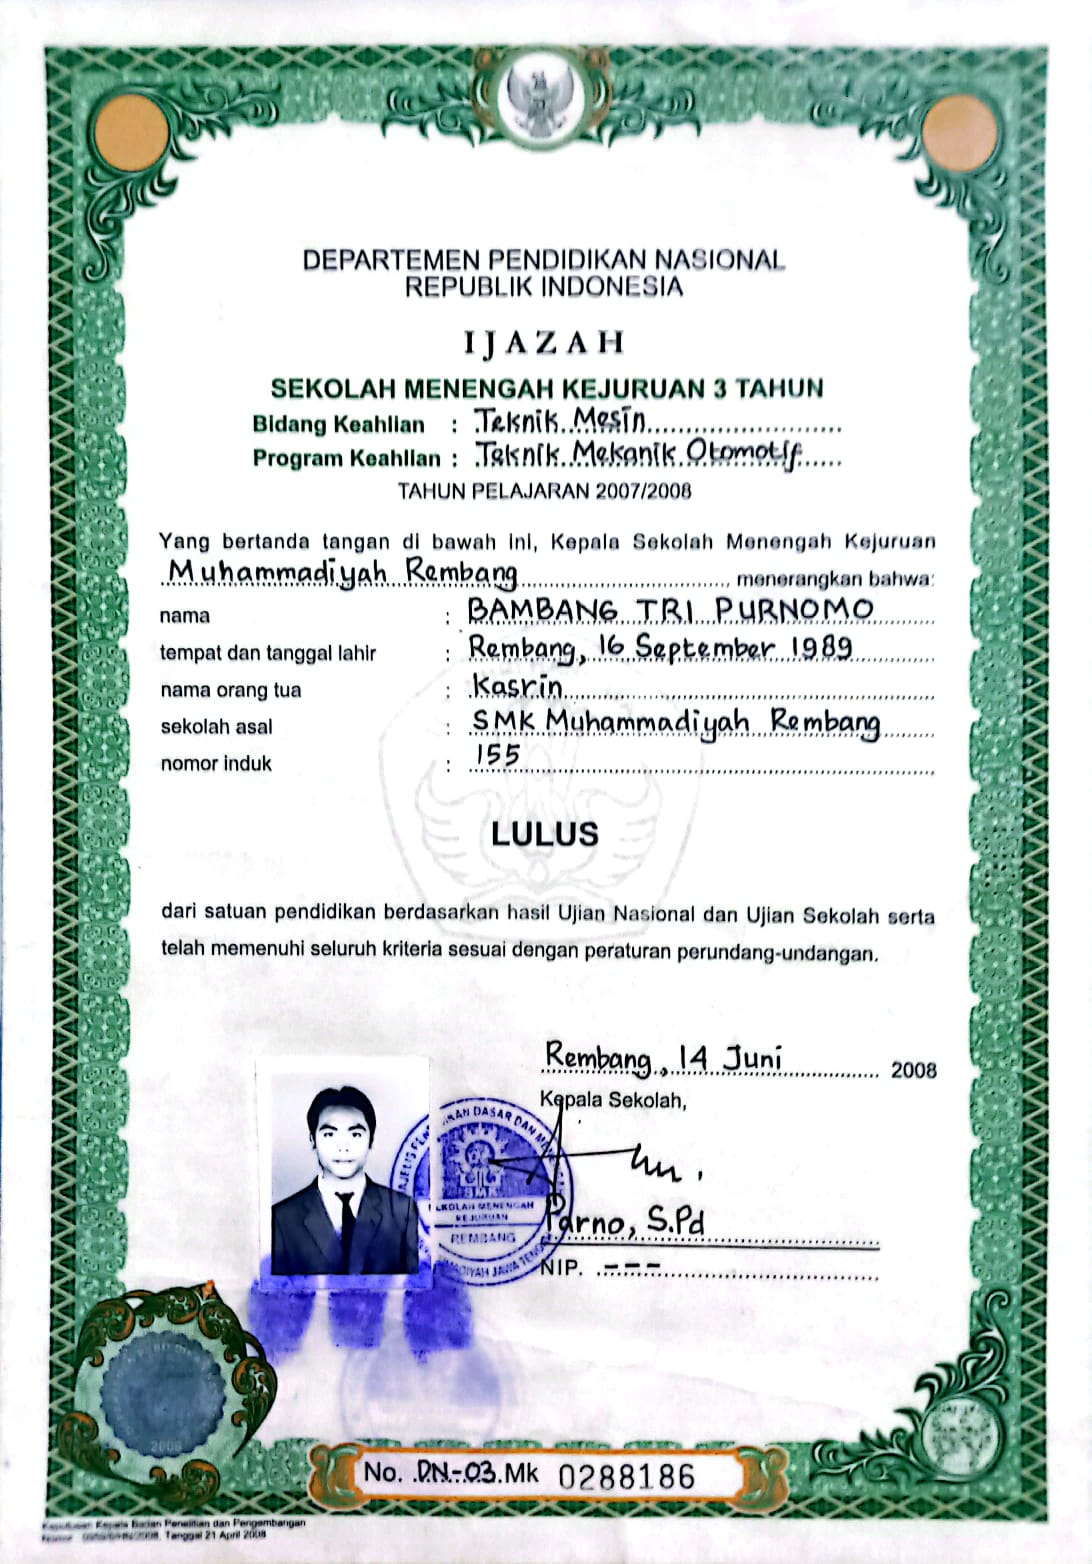 DEPARTEMEN PENDIDIKAN NASIONAL
REPUBLIK INDONESIA
IJAZAH
SEKOLAH MENENGAH KEJURUAN 3 TAHUN
Bidang Keahlian : Teknik Mesin
Program Keahlian : Teknik Mekanik Otomotif
TAHUN PELAJARAN 2007/2008
Yang bertanda tangan di bawah ini, Kepala Sekolah Menengah Kejuruan
Muhammadiyah Rembang menerangkan bahwa:
nama : BAMBANG TRI PURNOMO
tempat dan tanggal lahir : Rembang, 16 September 1989
nama orang tua : Kasrin
sekolah asal : SMK Muhammadiyah Rembang
nomor induk : 155
LULUS
dari satuan pendidikan berdasarkan hasil Ujian Nasional dan Ujian Sekolah serta
telah memenuhi seluruh kriteria sesuai dengan peraturan perundang-undangan.
Rembang, 14 Juni 2008
Kepala Sekolah,
DASAR DAN
SMK
SEKOLAH MENENGAH
KEJURUAN
REMBANG
JAWA
Parno, S.Pd
NIP. ---
2008
No. DN-03 Mk 0288186
Keputusan Kepala Badan Penelitian dan Pengembangan
Nomor Tanggal 21 April 2008